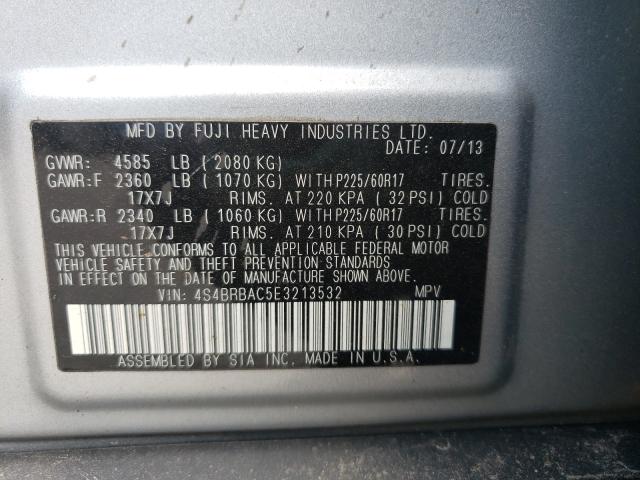 MFD BY FUJI HEAVY INDUSTRIES LTD.
DATE: 07/13
GVWR: 4585 LB ( 2080 KG)
GAWR:F 2360 LB ( 1070 KG) WITH P225/60R17 TIRES.
17X7J RIMS. AT 220 KPA ( 32 PSI) COLD
GAWR:R 2340 LB ( 1060 KG) WITH P225/60R17 TIRES.
17X7J RIMS. AT 210 KPA ( 30 PSI) COLD
THIS VEHICLE CONFORMS TO ALL APPLICABLE FEDERAL MOTOR
VEHICLE SAFETY AND THEFT PREVENTION STANDARDS
IN EFFECT ON THE DATE OF MANUFACTURE SHOWN ABOVE.
VIN: 4S4BRBAC5E3213532 MPV
ASSEMBLED BY SIA INC. MADE IN U.S.A.